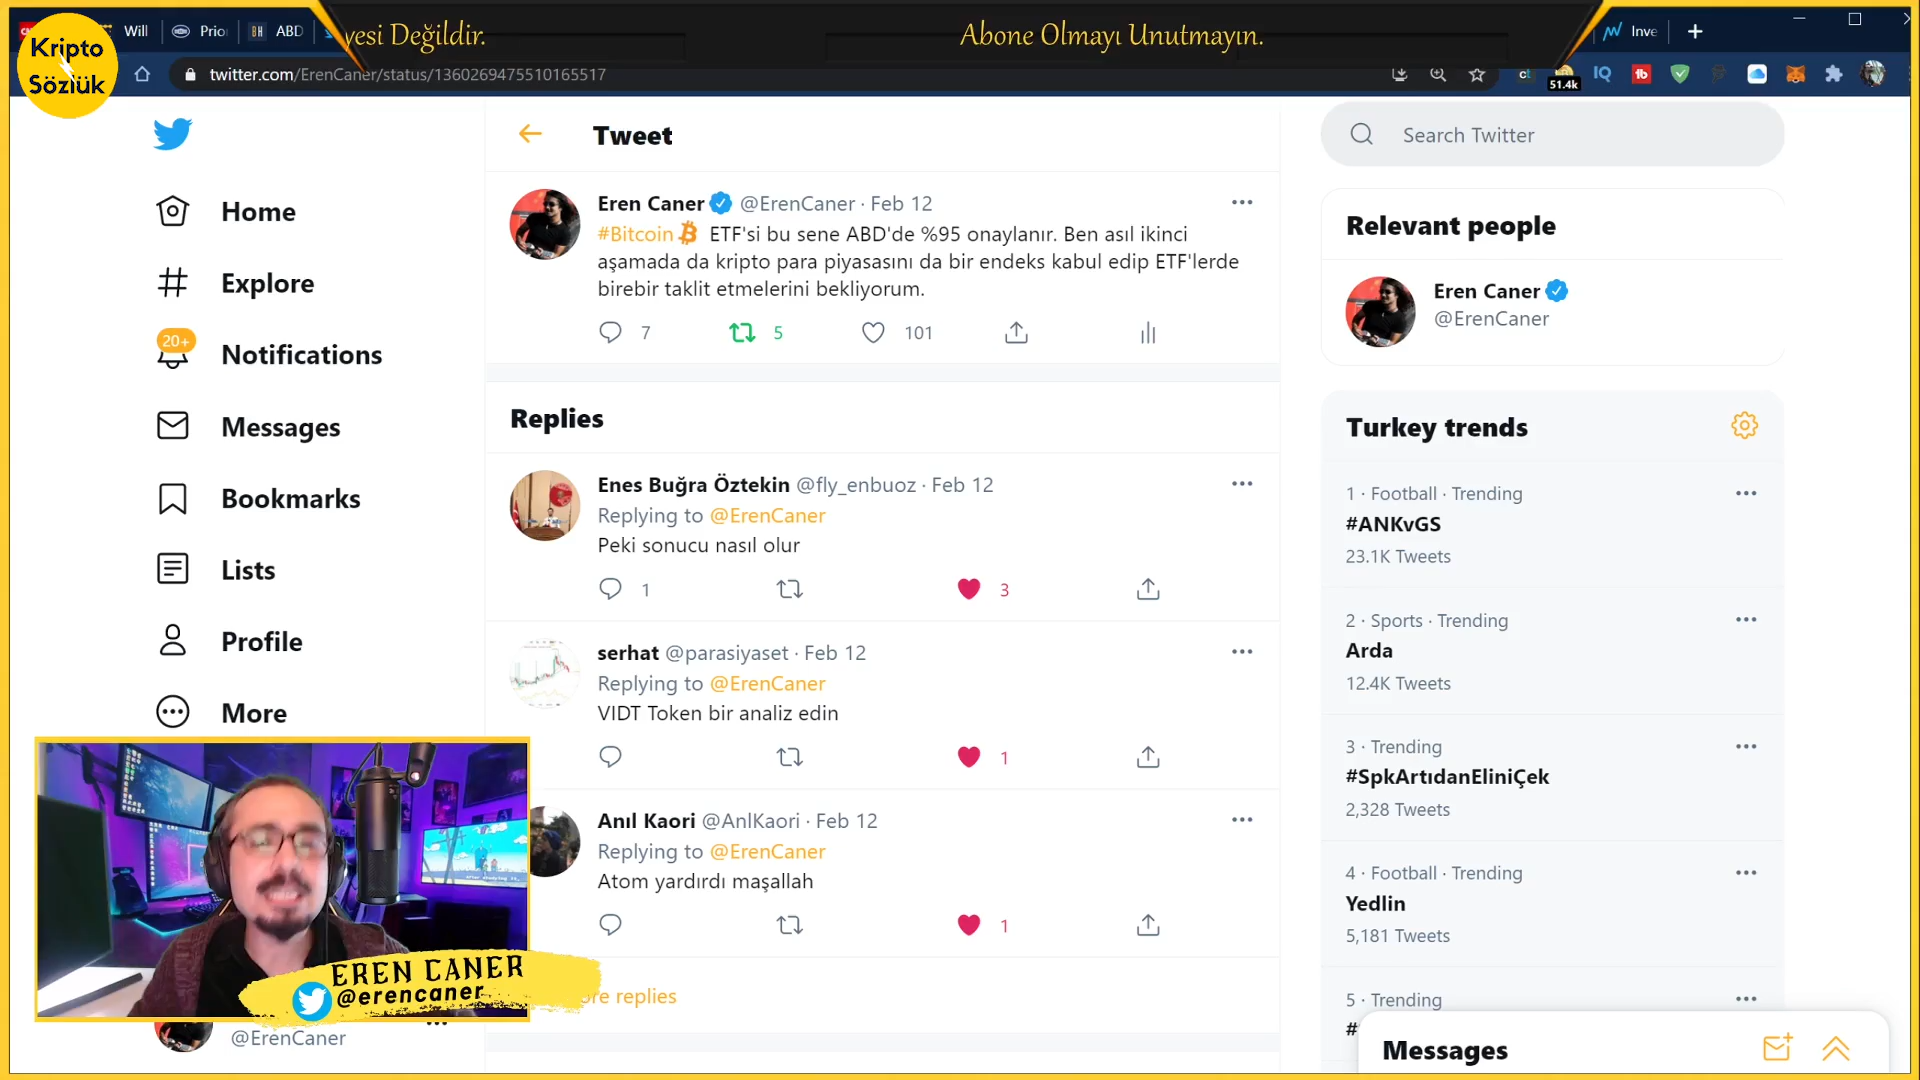 Kripto
Sözlük
Will
Prio
BH ABD
vesi Değildir.
Abone Olmayı Unutmayın.
Inve
twitter.com/ErenCaner/status/1360269475510165517
51.4k
Home
Explore
20+
Notifications
Messages
Bookmarks
Lists
Profile
More
Tweet
Eren Caner @ErenCaner · Feb 12
#Bitcoin ETF'si bu sene ABD'de %95 onaylanır. Ben asıl ikinci
aşamada da kripto para piyasasını da bir endeks kabul edip ETF'lerde
birebir taklit etmelerini bekliyorum.
7 5 101
Replies
Enes Buğra Öztekin @fly_enbuoz · Feb 12
Replying to @ErenCaner
Peki sonucu nasıl olur
1 3
serhat @parasiyaset · Feb 12
Replying to @ErenCaner
VIDT Token bir analiz edin
1
Anıl Kaori @AnlKaori · Feb 12
Replying to @ErenCaner
Atom yardırdı maşallah
1
re replies
EREN CANER
@erencaner
@ErenCaner
Search Twitter
Relevant people
Eren Caner
@ErenCaner
Turkey trends
1 · Football · Trending
#ANKvGS
23.1K Tweets
2 · Sports · Trending
Arda
12.4K Tweets
3 · Trending
#SpkArtıdanEliniÇek
2,328 Tweets
4 · Football · Trending
Yedlin
5,181 Tweets
5 · Trending
Messages